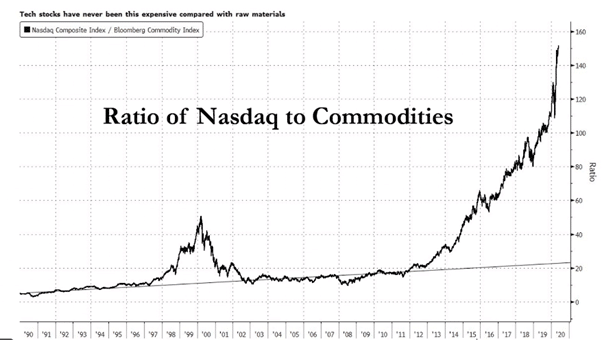 Tech stocks have never been this expensive compared with raw materials
Nasdaq Composite Index / Bloomberg Commodity Index
Ratio of Nasdaq to Commodities
160
140
120
100
80
60
40
20
0
Ratio
'90 '91 '92 '93 '94 '95 '96 '97 '98 '99 '00 '01 '02 '03 '04 '05 '06 '07 '08 '09 '10 '11 '12 '13 '14 '15 '16 '17 '18 '19 '20